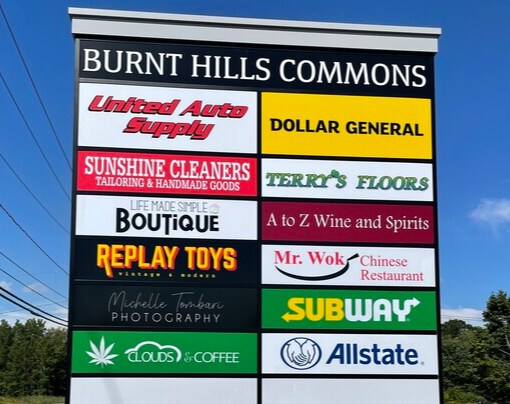 BURNT HILLS COMMONS
United Auto
Supply
DOLLAR GENERAL
SUNSHINE CLEANERS
TAILORING & HANDMADE GOODS
TERRY'S FLOORS
LIFE MADE SIMPLE
BOUTiQUE
A to Z Wine and Spirits
REPLAY TOYS
vintage & modern
Mr. Wok Chinese
Restaurant
Michelle Tombari
PHOTOGRAPHY
SUBWAY
CLOUDS & COFFEE
Allstate